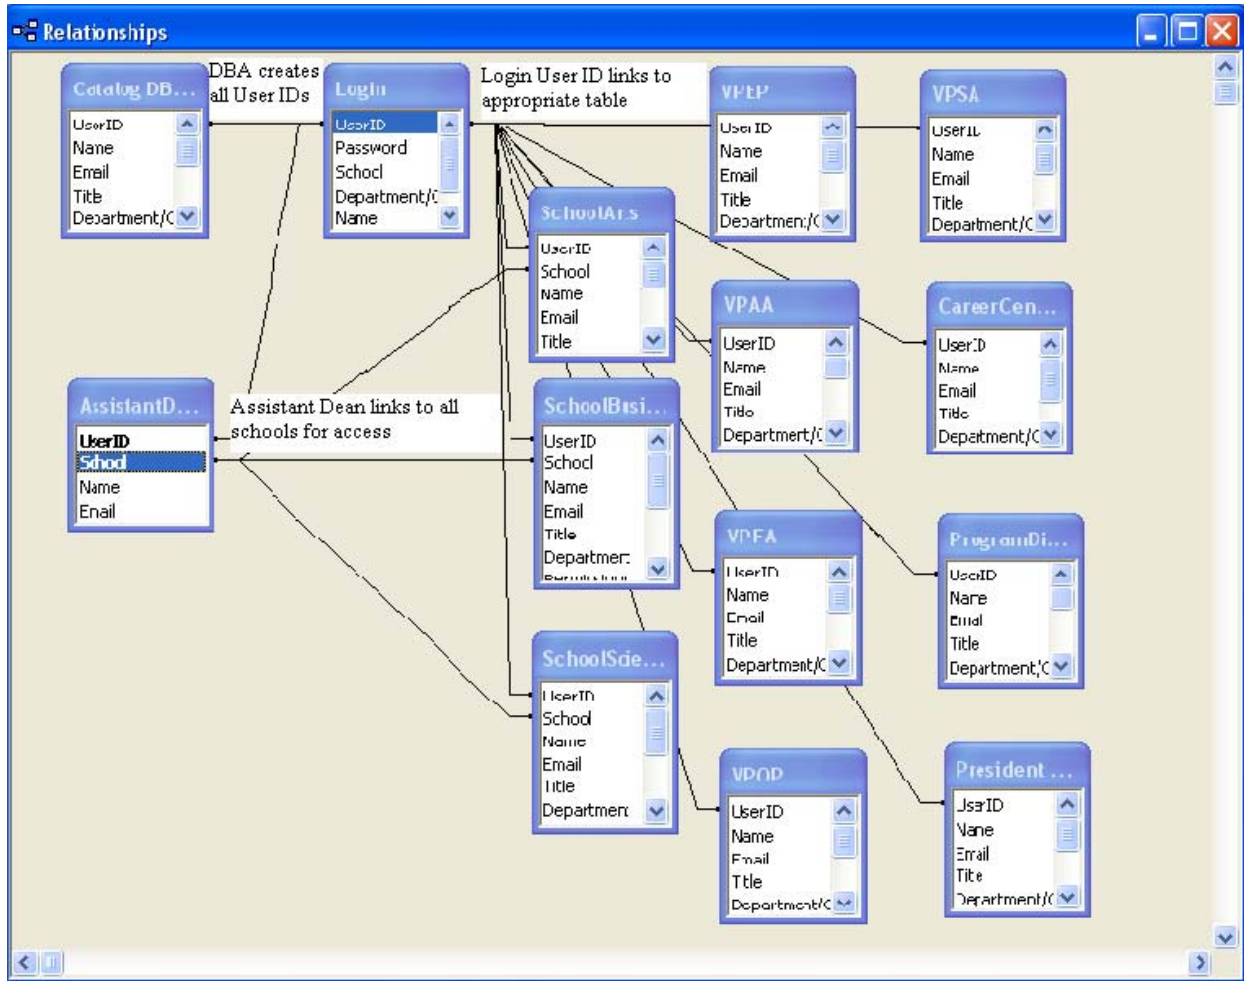 Relationships
DBA creates
all User IDs
Login User ID links to
appropriate table
Catalog DB...
UserID
Name
Email
Title
Department/C
Login
UserID
Password
School
Department/C
Name
VPEP
UserID
Name
Email
Title
Department/C
VPSA
UserID
Name
Email
Title
Department/C
SchoolArts
UserID
School
Name
Email
Title
VPAA
UserID
Name
Email
Title
Department/C
CareerCen...
UserID
Name
Email
Title
Department/C
AssistantD...
UserID
School
Name
Email
Assistant Dean links to all
schools for access
SchoolBusi...
UserID
School
Name
Email
Title
Department
UserID
Name
Email
Title
Department/C
ProgramDi...
UserID
Name
Email
Title
Department/C
SchoolScie...
UserID
School
Name
Email
Title
Department
UserID
Name
Email
Title
Department/C
President ...
UserID
Name
Email
Title
Department/C